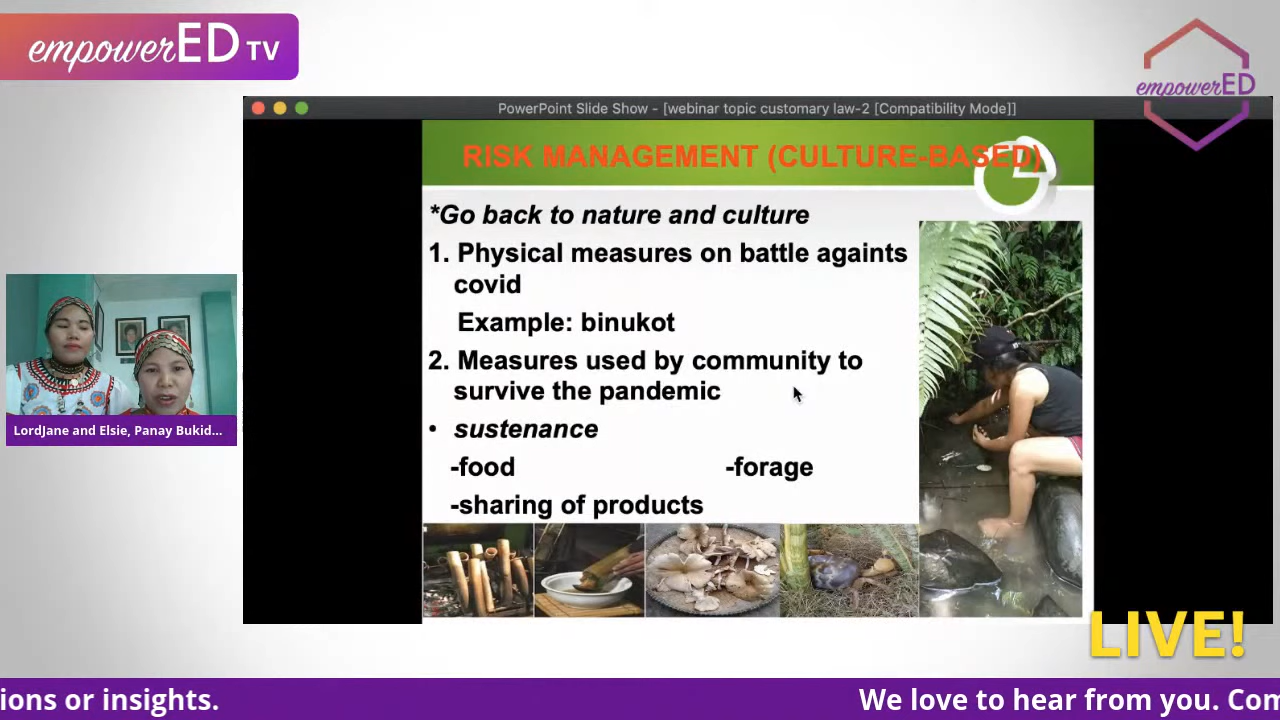 empowerED TV
empowerED
PowerPoint Slide Show - [webinar topic customary law-2 [Compatibility Mode]]
RISK MANAGEMENT (CULTURE-BASED)
*Go back to nature and culture
1. Physical measures on battle againts
covid
Example: binukot
2. Measures used by community to
survive the pandemic
• sustenance
-food -forage
-sharing of products
LordJane and Elsie, Panay Bukid...
LIVE!
ions or insights. We love to hear from you. Com